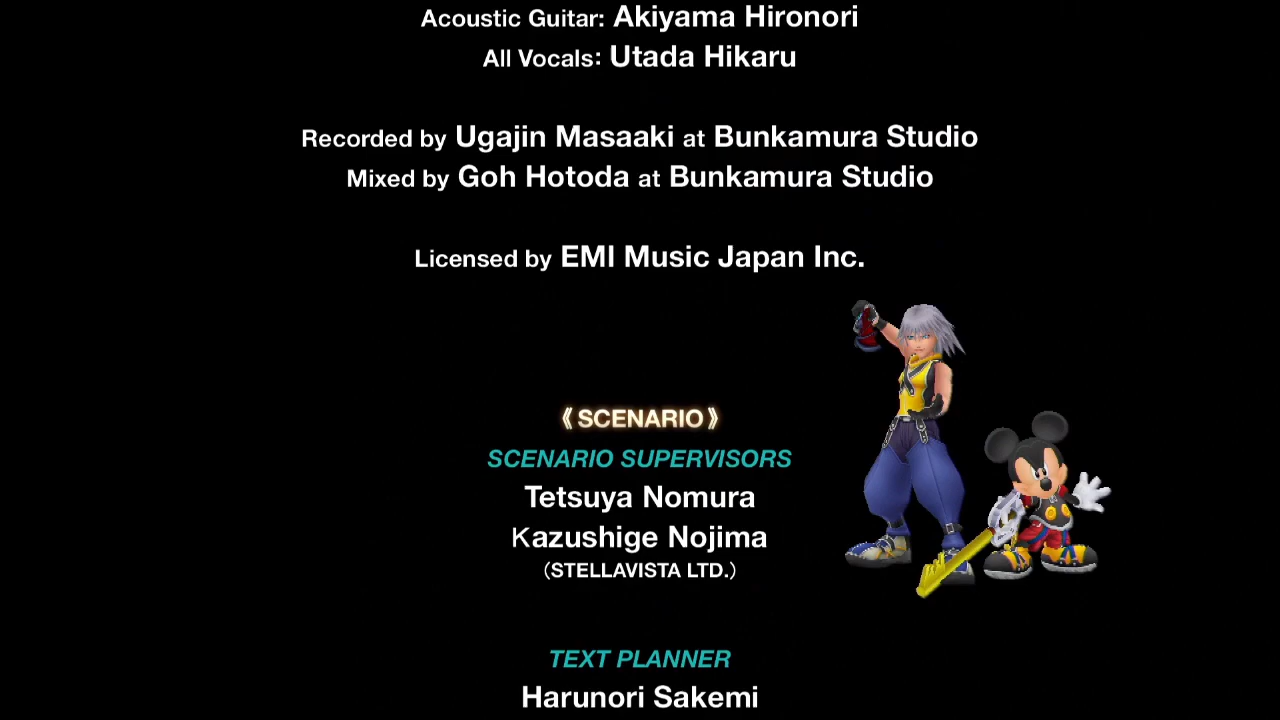 Acoustic Guitar: Akiyama Hironori
All Vocals: Utada Hikaru
Recorded by Ugajin Masaaki at Bunkamura Studio
Mixed by Goh Hotoda at Bunkamura Studio
Licensed by EMI Music Japan Inc.
《SCENARIO》
SCENARIO SUPERVISORS
Tetsuya Nomura
Kazushige Nojima
(STELLAVISTA LTD.)
TEXT PLANNER
Harunori Sakemi